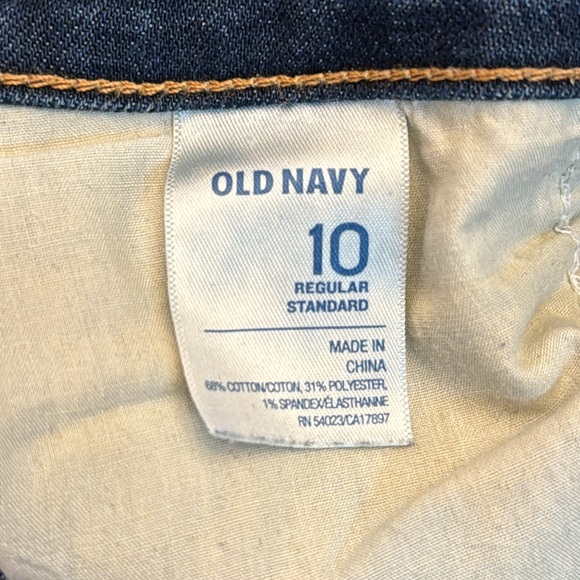 OLD NAVY
10
REGULAR
STANDARD
MADE IN
CHINA
68% COTTON/COTON, 31% POLYESTER,
1% SPANDEX/ÉLASTHANNE
RN 54023/CA17897